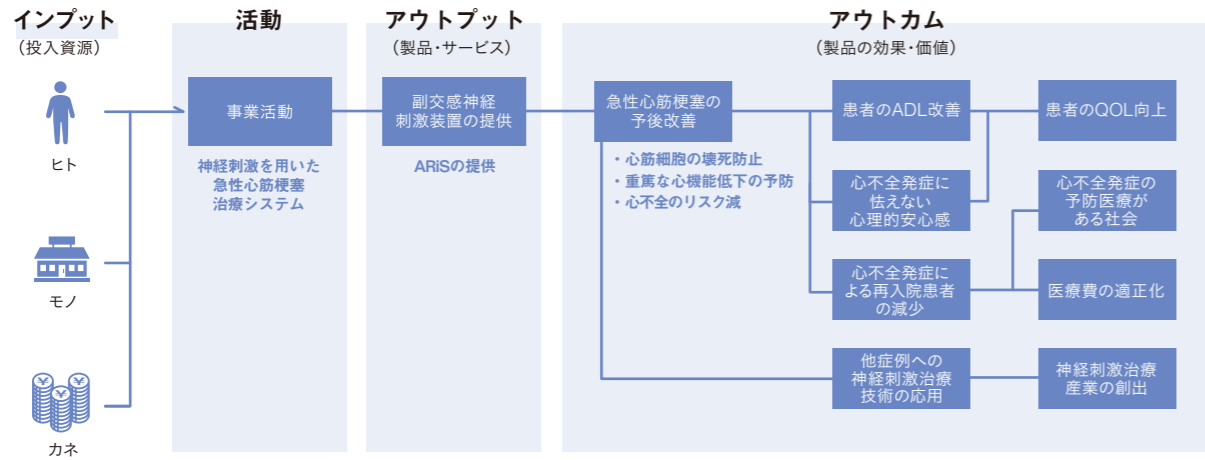 インプット
（投入資源）
ヒト
モノ
¥
¥
¥
カネ
活動
事業活動
神経刺激を用いた
急性心筋梗塞
治療システム
アウトプット
（製品・サービス）
副交感神経
刺激装置の提供
ARiSの提供
アウトカム
（製品の効果・価値）
急性心筋梗塞の
予後改善
・心筋細胞の壊死防止
・重篤な心機能低下の予防
・心不全のリスク減
患者のADL改善
心不全発症に
怯えない
心理的安心感
心不全発症に
よる再入院患者
の減少
他症例への
神経刺激治療
技術の応用
患者のQOL向上
心不全発症の
予防医療が
ある社会
医療費の適正化
神経刺激治療
産業の創出